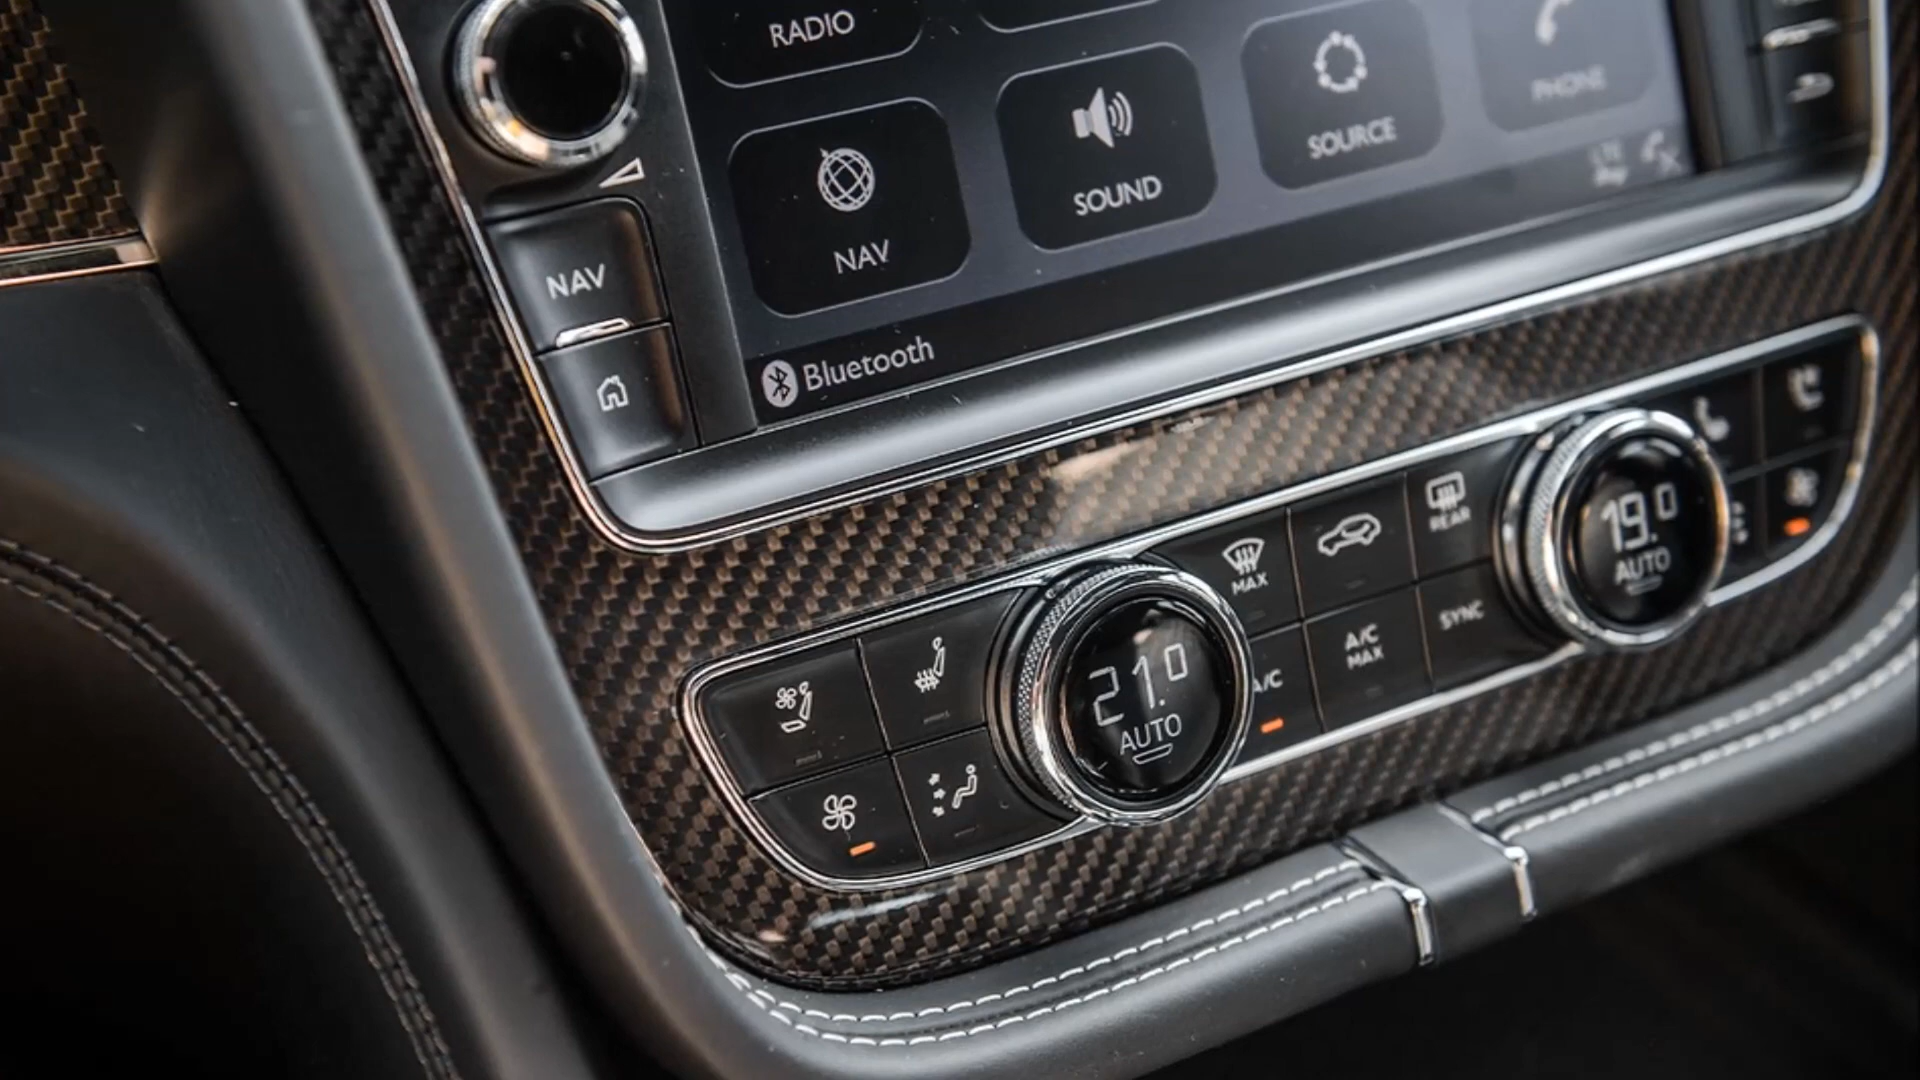 RADIO
NAV
SOUND
SOURCE
PHONE
NAV
Bluetooth
MAX
REAR
19.0
AUTO
21.0
AUTO
A/C
A/C
MAX
SYNC